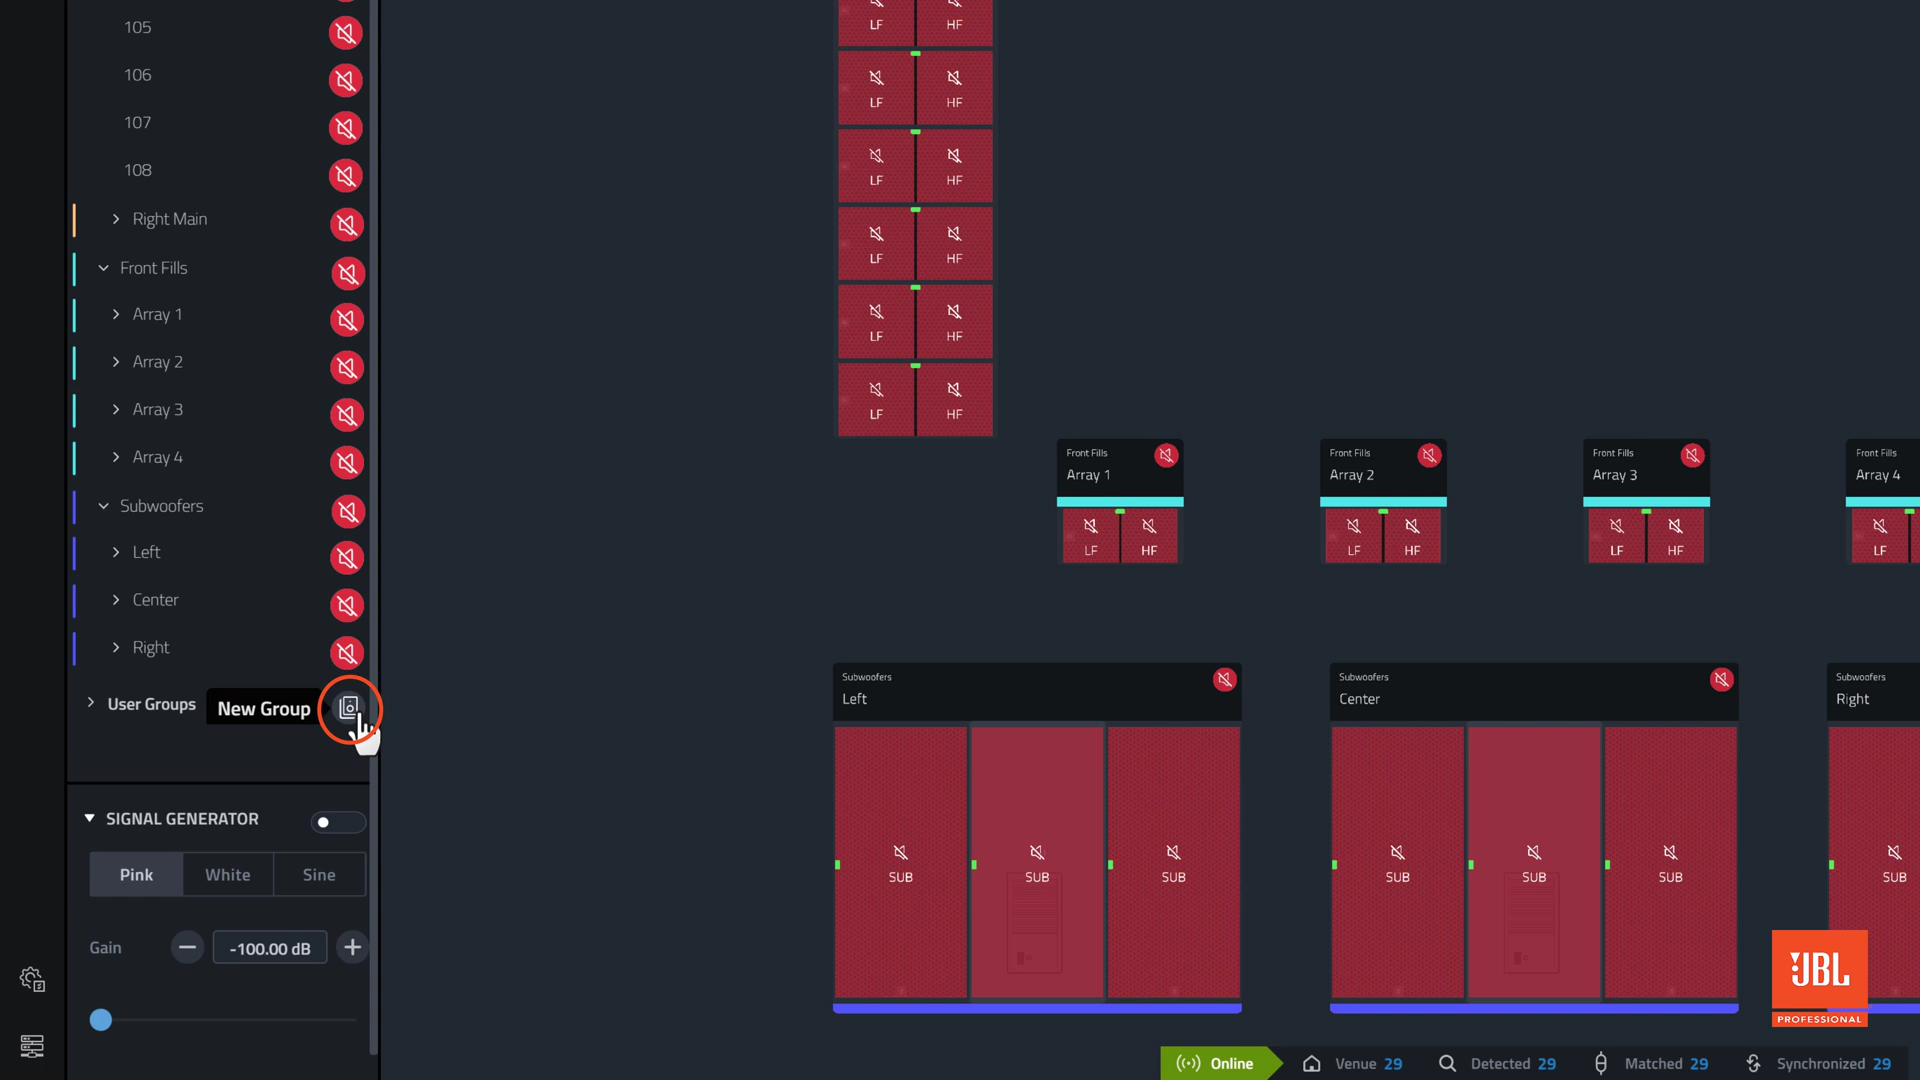 105
106
107
108
Right Main
Front Fills
Array 1
Array 2
Array 3
Array 4
Subwoofers
Left
Center
Right
User Groups
New Group
SIGNAL GENERATOR
Pink White Sine
Gain -100.00 dB
LF HF
LF HF
LF HF
LF HF
LF HF
LF HF
Front Fills
Array 1
LF HF
Front Fills
Array 2
LF HF
Front Fills
Array 3
LF HF
Front Fills
Array 4
LF
Subwoofers
Left
SUB SUB SUB
Subwoofers
Center
SUB SUB SUB
Subwoofers
Right
SUB
JBL
PROFESSIONAL
Online Venue 29 Detected 29 Matched 29 Synchronized 29